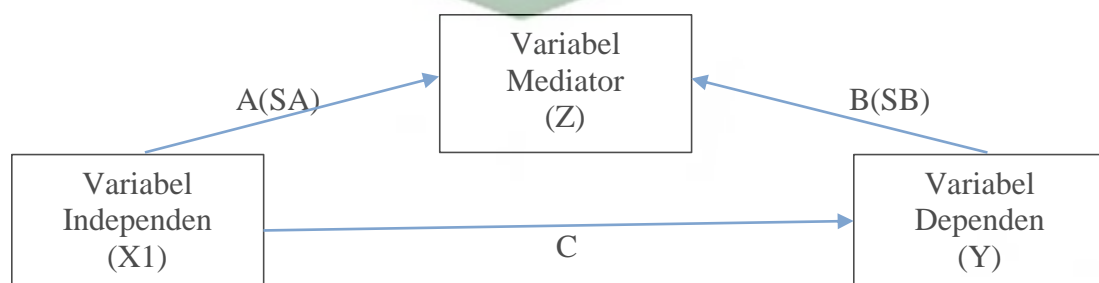 Variabel
Mediator
(Z)
A(SA)
B(SB)
Variabel
Independen
(X1)
C
Variabel
Dependen
(Y)